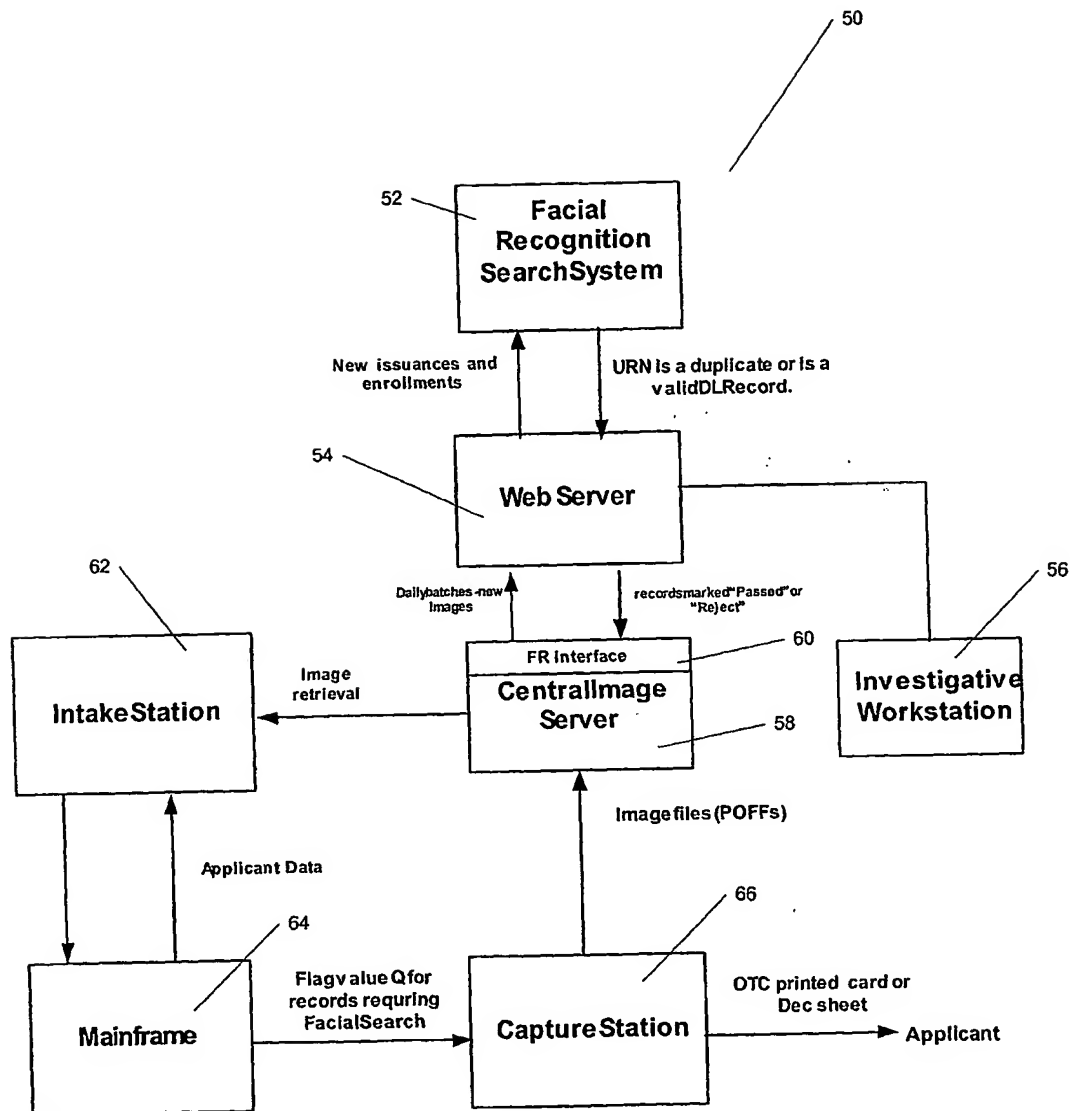 50
52
Facial
Recognition
SearchSystem
New issuances and
enrollments
URN is a duplicate or is a
validDLRecord.
54
Web Server
62
Dailybatches-new
Images
recordsmarked"Passed"or
"Reject"
56
FR Interface
60
CentralImage
Server
58
Image
retrieval
IntakeStation
Investigative
Workstation
Imagefiles (POFFs)
Applicant Data
66
64
Flagvalue Qfor
records requring
FacialSearch
OTC printed card or
Dec sheet
Mainframe
CaptureStation
Applicant